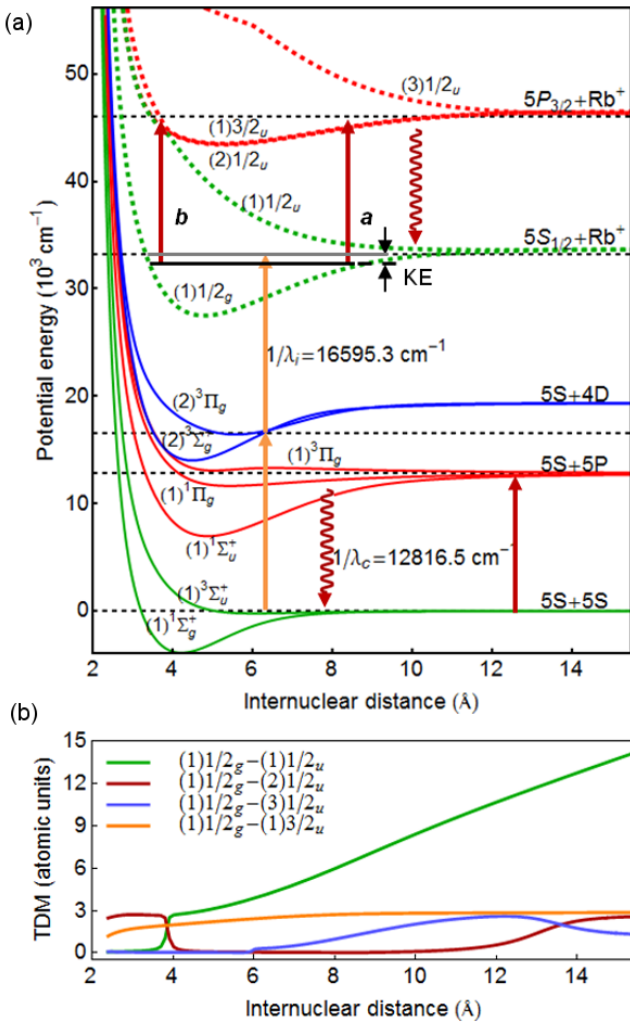 (a)
50
(3)1/2u
5P3/2+Rb+
(1)3/2u
(2)1/2u
40
b
a
(1)1/2u
5S1/2+Rb+
30
KE
(1)1/2g
1/λi=16595.3 cm−1
20
(2)3Πg
5S+4D
(2)3Σg+
(1)3Πg
5S+5P
10
(1)1Πg
(1)1Σu+
1/λc=12816.5 cm−1
(1)3Σu+
0
5S+5S
(1)1Σg+
Potential energy (10³ cm−1)
2 4 6 8 10 12 14
Internuclear distance (Å)
(b)
15
(1)1/2g−(1)1/2u
12
(1)1/2g−(2)1/2u
(1)1/2g−(3)1/2u
9
(1)1/2g−(1)3/2u
6
3
0
TDM (atomic units)
2 4 6 8 10 12 14
Internuclear distance (Å)